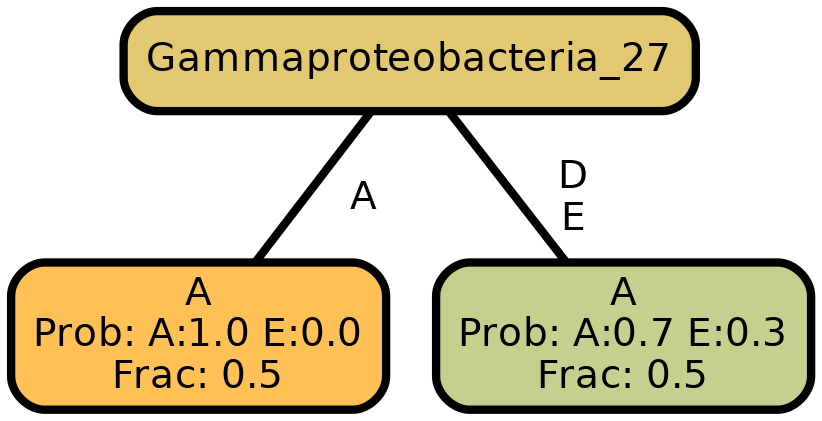 Gammaproteobacteria_27
A
D
E
A
Prob: A:1.0 E:0.0
Frac: 0.5
A
Prob: A:0.7 E:0.3
Frac: 0.5